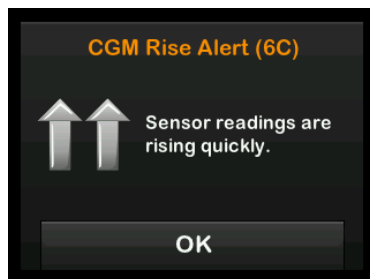 CGM Rise Alert (6C)
Sensor readings are
rising quickly.
OK